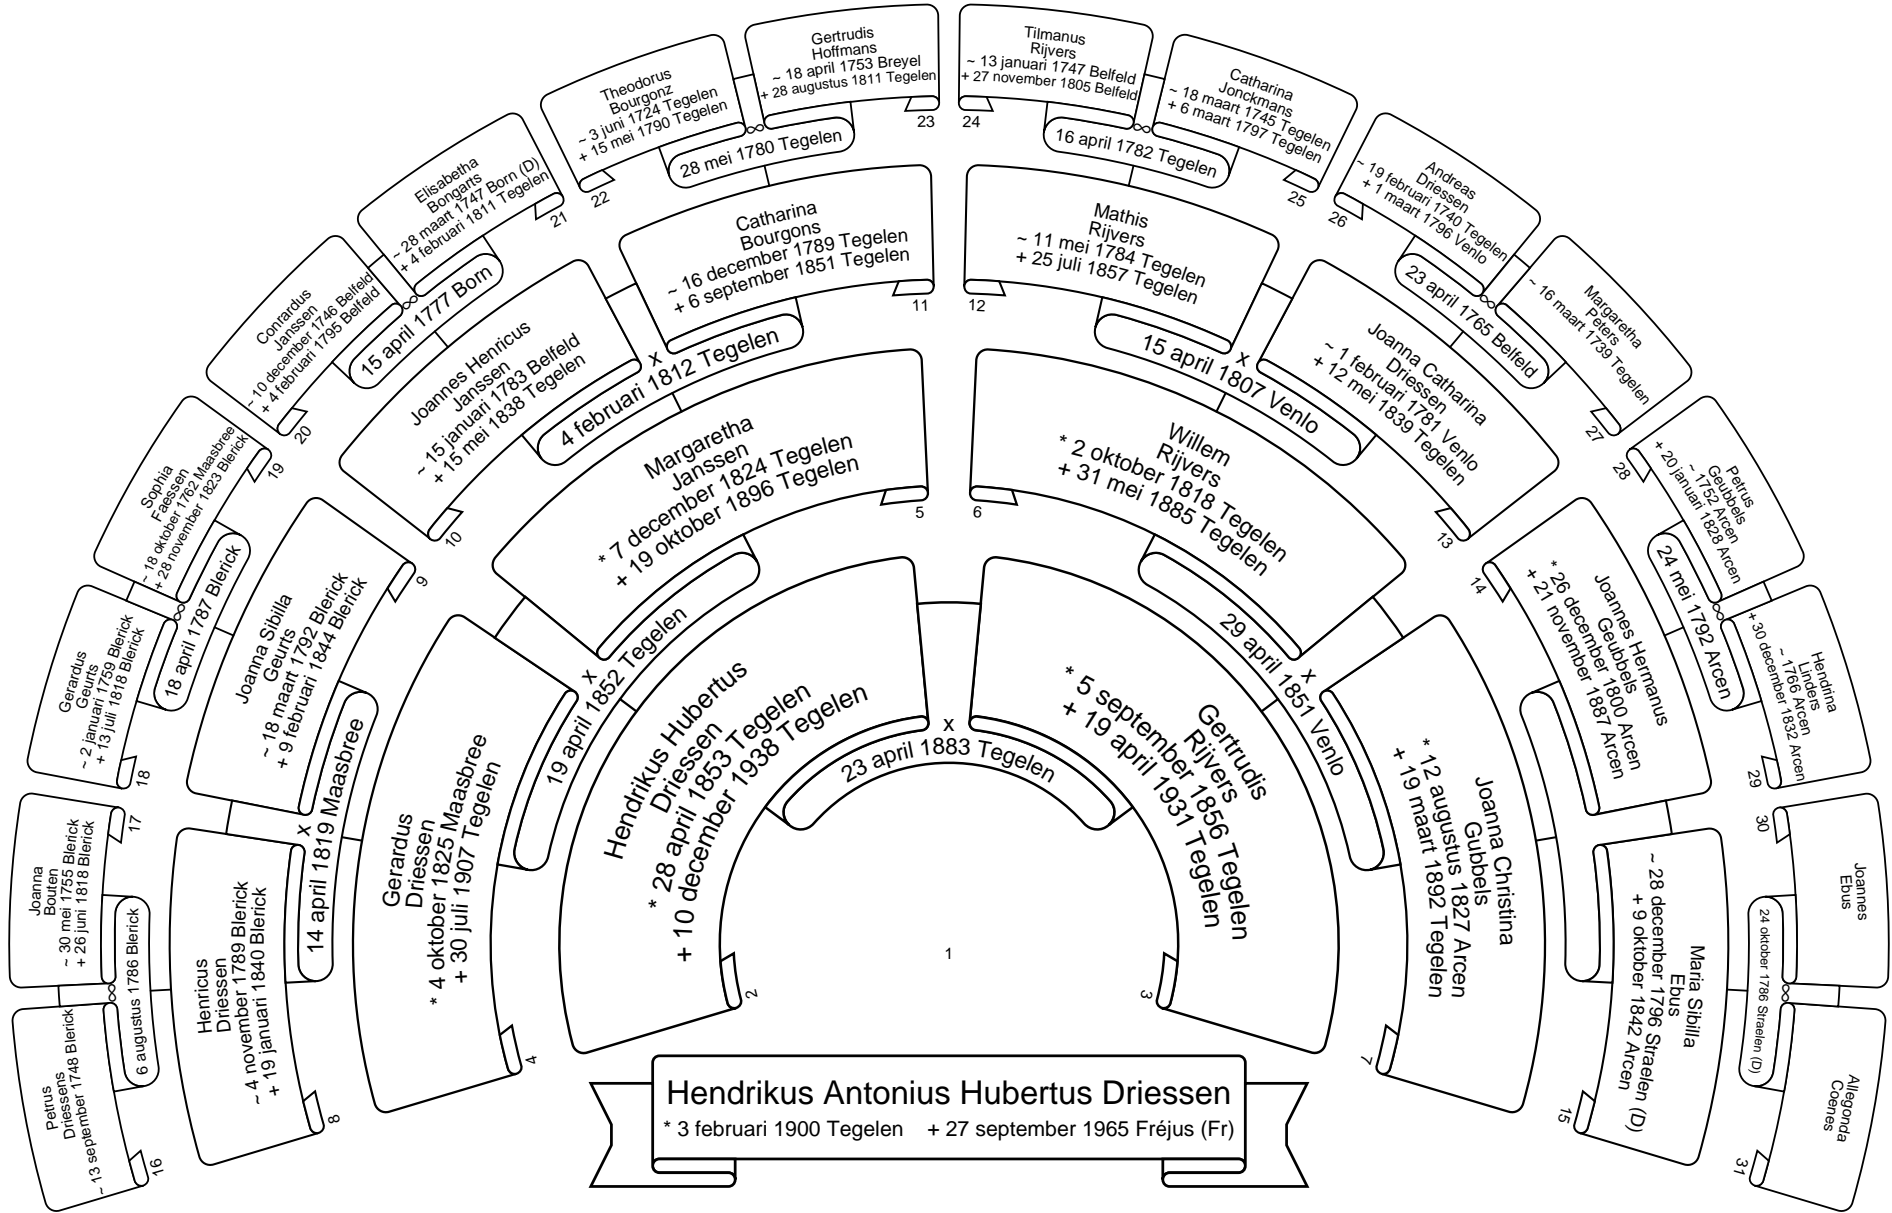 Hendrikus Antonius Hubertus Driessen
* 3 februari 1900 Tegelen + 27 september 1965 Fréjus (Fr)
1
Hendrikus Hubertus
Driessen
* 28 april 1853 Tegelen
+ 10 december 1938 Tegelen
2
x
23 april 1883 Tegelen
Gertrudis
Rijvers
* 5 september 1856 Tegelen
+ 19 april 1931 Tegelen
3
Gerardus
Driessen
* 4 oktober 1825 Maasbree
+ 30 juli 1907 Tegelen
4
x
19 april 1852 Tegelen
Margaretha
Janssen
* 7 december 1824 Tegelen
+ 19 oktober 1896 Tegelen
5
Willem
Rijvers
* 2 oktober 1818 Tegelen
+ 31 mei 1885 Tegelen
6
x
29 april 1851 Venlo
Joanna Christina
Gubbels
* 12 augustus 1827 Arcen
+ 19 maart 1892 Tegelen
7
Henricus
Driessen
~ 4 november 1789 Blerick
+ 19 januari 1840 Blerick
8
x
14 april 1819 Maasbree
Joanna Sibilla
Geurts
~ 18 maart 1792 Blerick
+ 9 februari 1844 Blerick
9
Joannes Henricus
Janssen
~ 15 januari 1783 Belfeld
+ 15 mei 1838 Tegelen
10
x
4 februari 1812 Tegelen
Catharina
Bourgons
~ 16 december 1789 Tegelen
+ 6 september 1851 Tegelen
11
Mathis
Rijvers
~ 11 mei 1784 Tegelen
+ 25 juli 1857 Tegelen
12
x
15 april 1807 Venlo
Joanna Catharina
Driessen
~ 1 februari 1781 Venlo
+ 12 mei 1839 Tegelen
13
Joannes Hermanus
Geubbels
* 26 december 1800 Arcen
+ 21 november 1887 Arcen
14
Maria Sibilla
Ebus
~ 28 december 1796 Straelen (D)
+ 9 oktober 1842 Arcen
15
Petrus
Driessens
~ 13 september 1748 Blerick
16
∞
6 augustus 1786 Blerick
Joanna
Bouten
~ 30 mei 1755 Blerick
+ 26 juni 1818 Blerick
17
Gerardus
Geurts
~ 2 januari 1759 Blerick
+ 13 juli 1818 Blerick
18
∞
18 april 1787 Blerick
Sophia
Faessen
~ 18 oktober 1762 Maasbree
+ 28 november 1823 Blerick
19
Conrardus
Janssen
~ 10 december 1746 Belfeld
+ 4 februari 1795 Belfeld
20
∞
15 april 1777 Born
Elisabetha
Bongarts
~ 28 maart 1747 Born (D)
+ 4 februari 1811 Tegelen
21
Theodorus
Bourgonz
~ 3 juni 1724 Tegelen
+ 15 mei 1790 Tegelen
22
∞
28 mei 1780 Tegelen
Gertrudis
Hoffmans
~ 18 april 1753 Breyel
+ 28 augustus 1811 Tegelen
23
Tilmanus
Rijvers
~ 13 januari 1747 Belfeld
+ 27 november 1805 Belfeld
24
∞
16 april 1782 Tegelen
Catharina
Jonckmans
~ 18 maart 1745 Tegelen
+ 6 maart 1797 Tegelen
25
Andreas
Driessen
~ 19 februari 1740 Tegelen
+ 1 maart 1796 Venlo
26
∞
23 april 1765 Belfeld
Margaretha
Peters
~ 16 maart 1739 Tegelen
27
Petrus
Geubbels
~ 1752 Arcen
+ 20 januari 1828 Arcen
28
∞
24 mei 1792 Arcen
Hendrina
Linders
~ 1766 Arcen
+ 30 december 1832 Arcen
29
Joannes
Ebus
30
∞
24 oktober 1786 Straelen (D)
Allegonda
Coenes
31